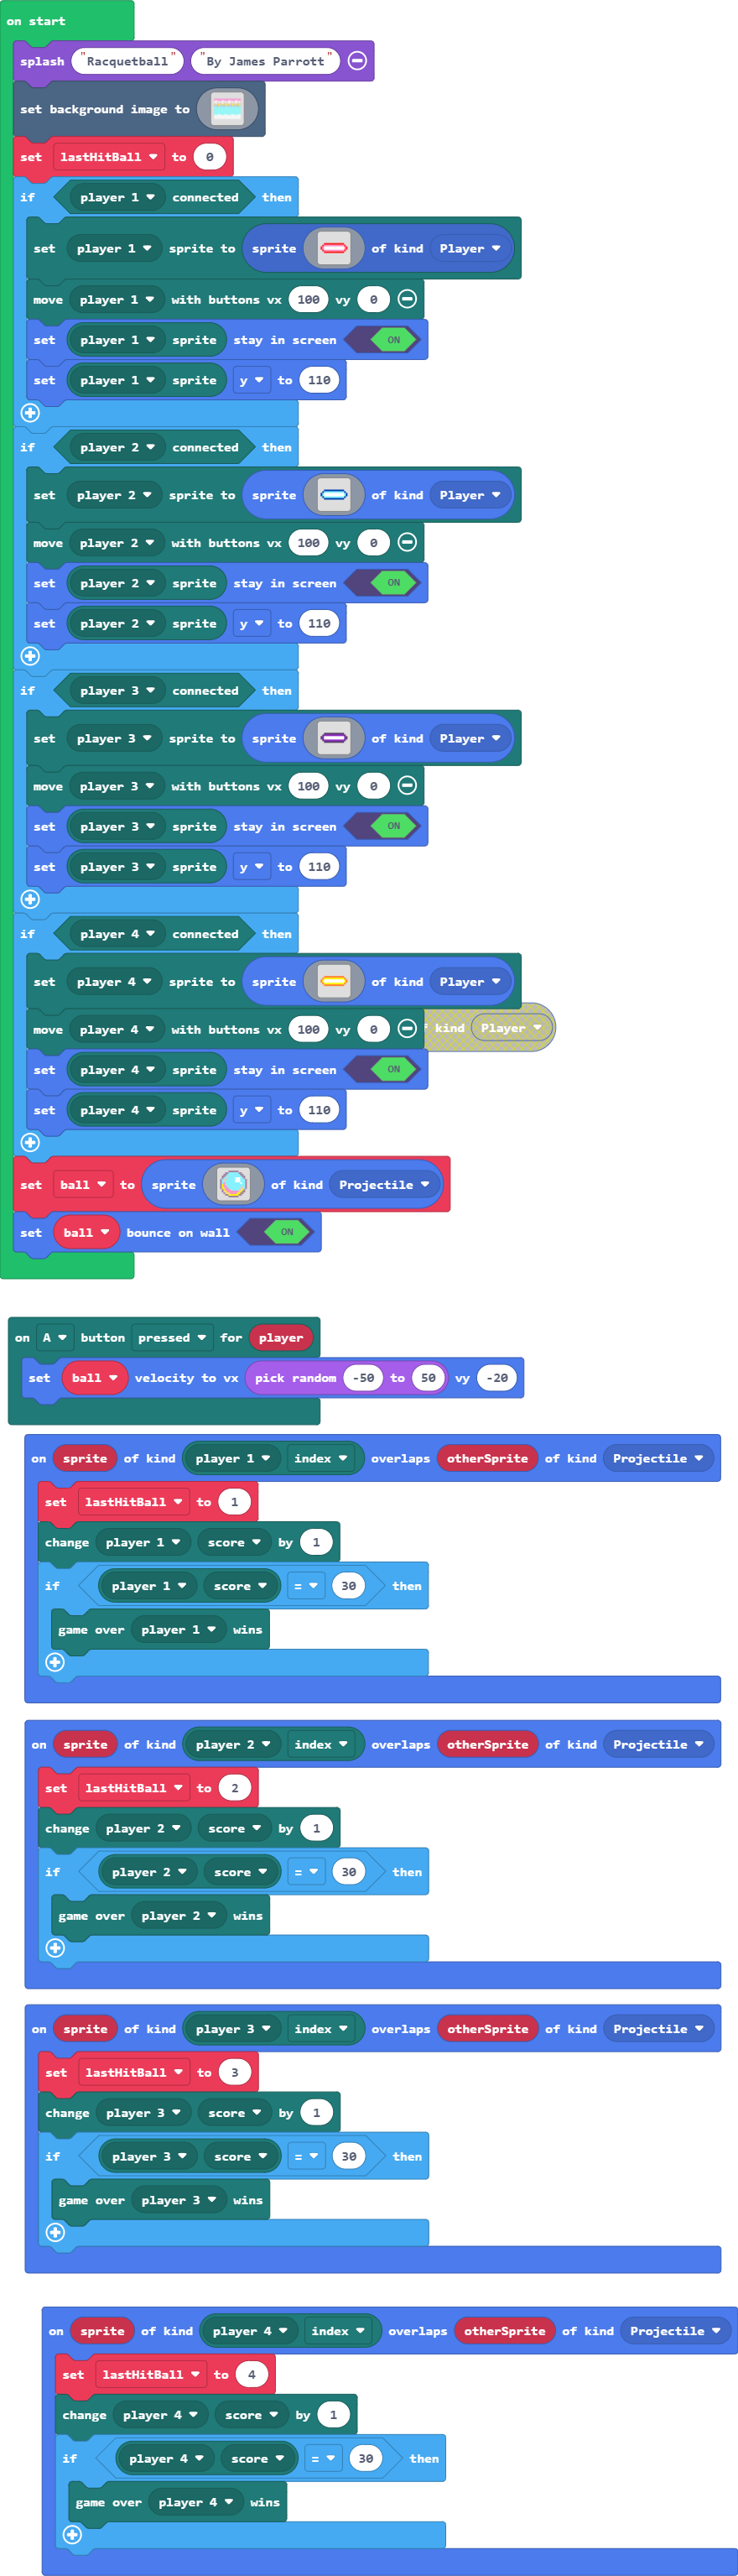 on start
splash "Racquetball" "By James Parrott"
set background image to
set lastHitBall to 0
if player 1 connected then
set player 1 sprite to sprite of kind Player
move player 1 with buttons vx 100 vy 0
set player 1 sprite stay in screen ON
set player 1 sprite y to 110
if player 2 connected then
set player 2 sprite to sprite of kind Player
move player 2 with buttons vx 100 vy 0
set player 2 sprite stay in screen ON
set player 2 sprite y to 110
if player 3 connected then
set player 3 sprite to sprite of kind Player
move player 3 with buttons vx 100 vy 0
set player 3 sprite stay in screen ON
set player 3 sprite y to 110
if player 4 connected then
set player 4 sprite to sprite of kind Player
move player 4 with buttons vx 100 vy 0 f kind Player
set player 4 sprite stay in screen ON
set player 4 sprite y to 110
set ball to sprite of kind Projectile
set ball bounce on wall ON
on A button pressed for player
set ball velocity to vx pick random -50 to 50 vy -20
on sprite of kind player 1 index overlaps otherSprite of kind Projectile
set lastHitBall to 1
change player 1 score by 1
if player 1 score = 30 then
game over player 1 wins
on sprite of kind player 2 index overlaps otherSprite of kind Projectile
set lastHitBall to 2
change player 2 score by 1
if player 2 score = 30 then
game over player 2 wins
on sprite of kind player 3 index overlaps otherSprite of kind Projectile
set lastHitBall to 3
change player 3 score by 1
if player 3 score = 30 then
game over player 3 wins
on sprite of kind player 4 index overlaps otherSprite of kind Projectile
set lastHitBall to 4
change player 4 score by 1
if player 4 score = 30 then
game over player 4 wins